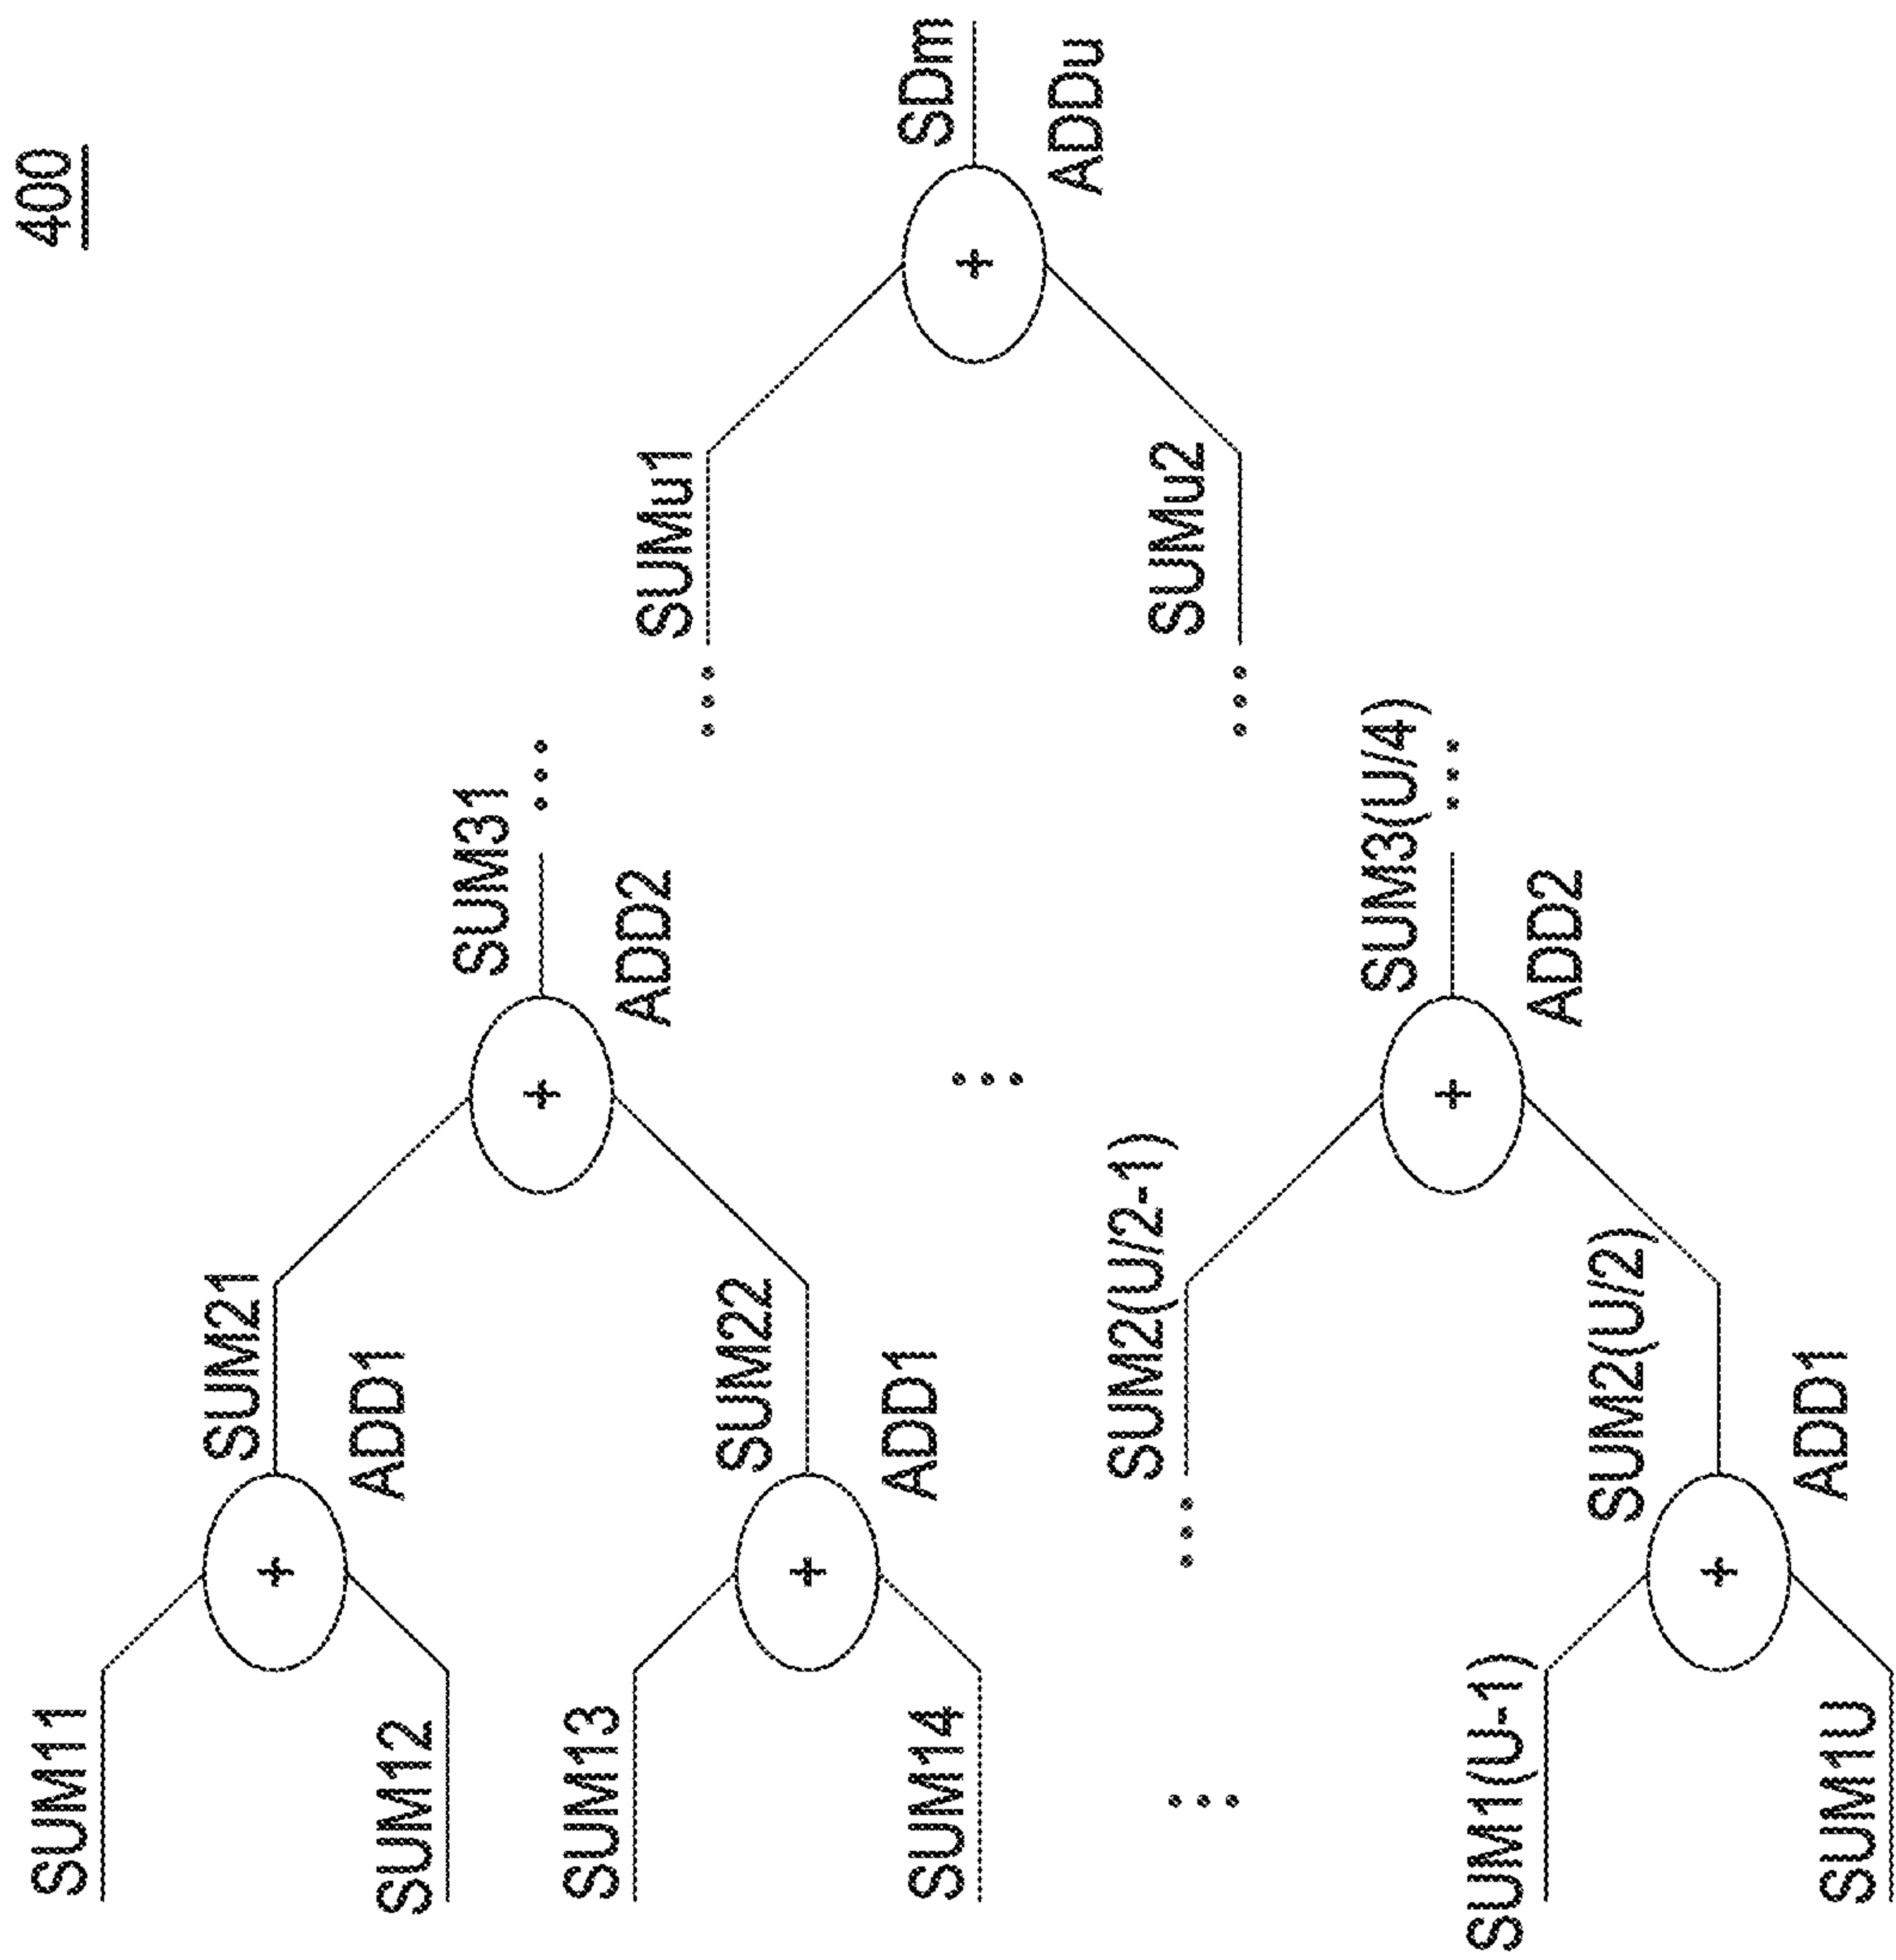 400
SUM11
SUM12
+
ADD1
SUM21
SUM13
SUM14
+
ADD1
SUM22
+
ADD2
SUM31
SUM1(U-1)
SUM1U
+
ADD1
SUM2(U/2)
SUM2(U/2-1)
+
ADD2
SUM3(U/4)
SUMu1
SUMu2
+
ADDu
SDm